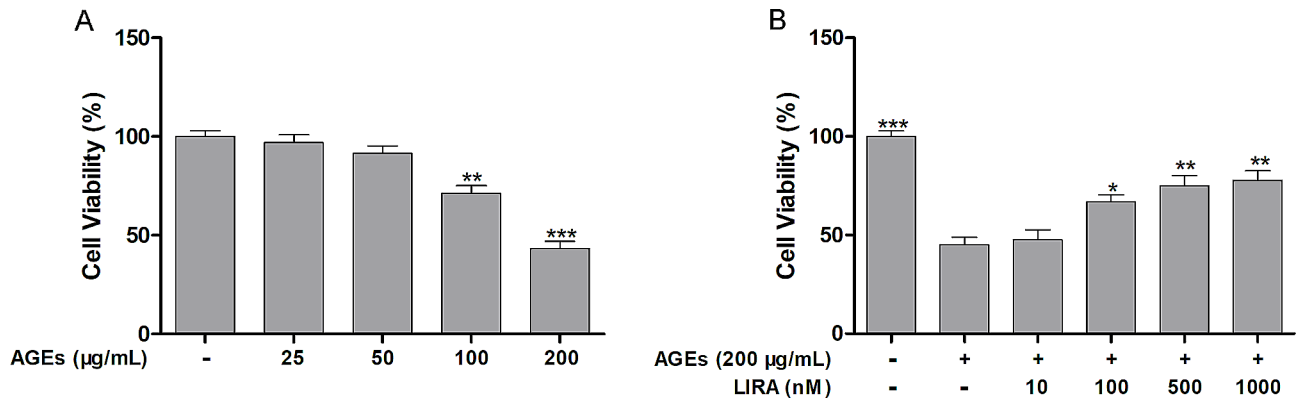 A
150
100
50
0
Cell Viability (%)
**
***
AGEs (µg/mL) - 25 50 100 200
B
150
100
50
0
Cell Viability (%)
***
*
**
**
AGEs (200 µg/mL) - + + + + +
LIRA (nM) - - 10 100 500 1000